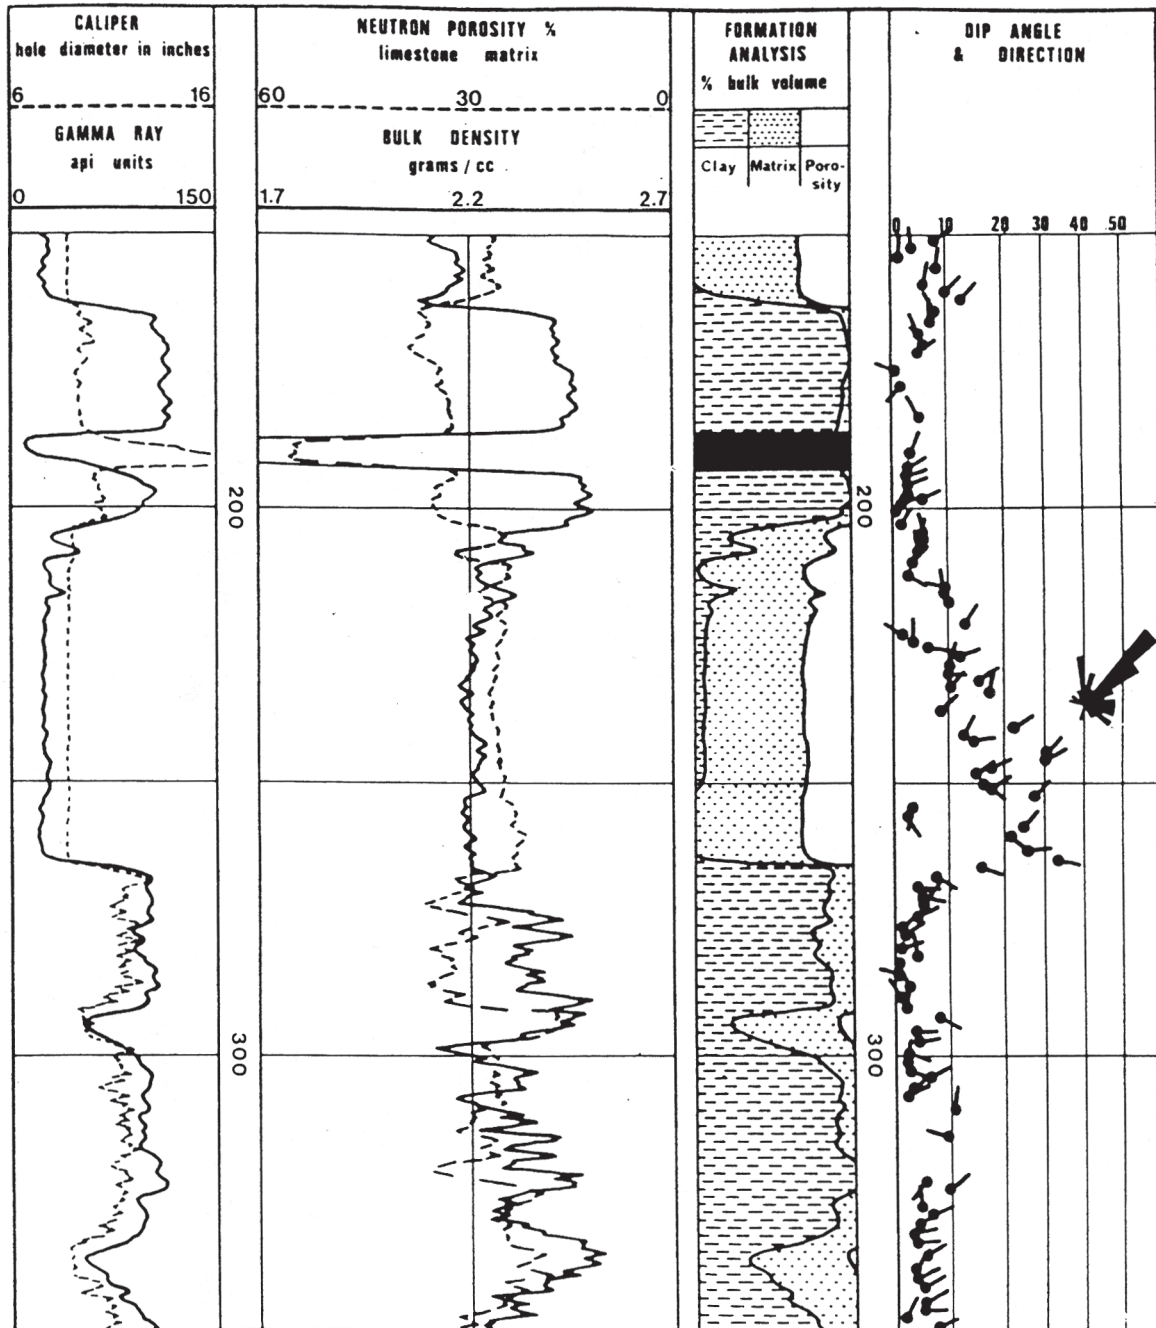 CALIPER
hole diameter in inches
6 16
GAMMA RAY
api units
0 150
NEUTRON POROSITY %
limestone matrix
60 30 0
BULK DENSITY
grams / cc
1.7 2.2 2.7
FORMATION
ANALYSIS
% bulk volume
Clay Matrix Poro-
sity
DIP ANGLE
& DIRECTION
0 10 20 30 40 50
200 200
300 300